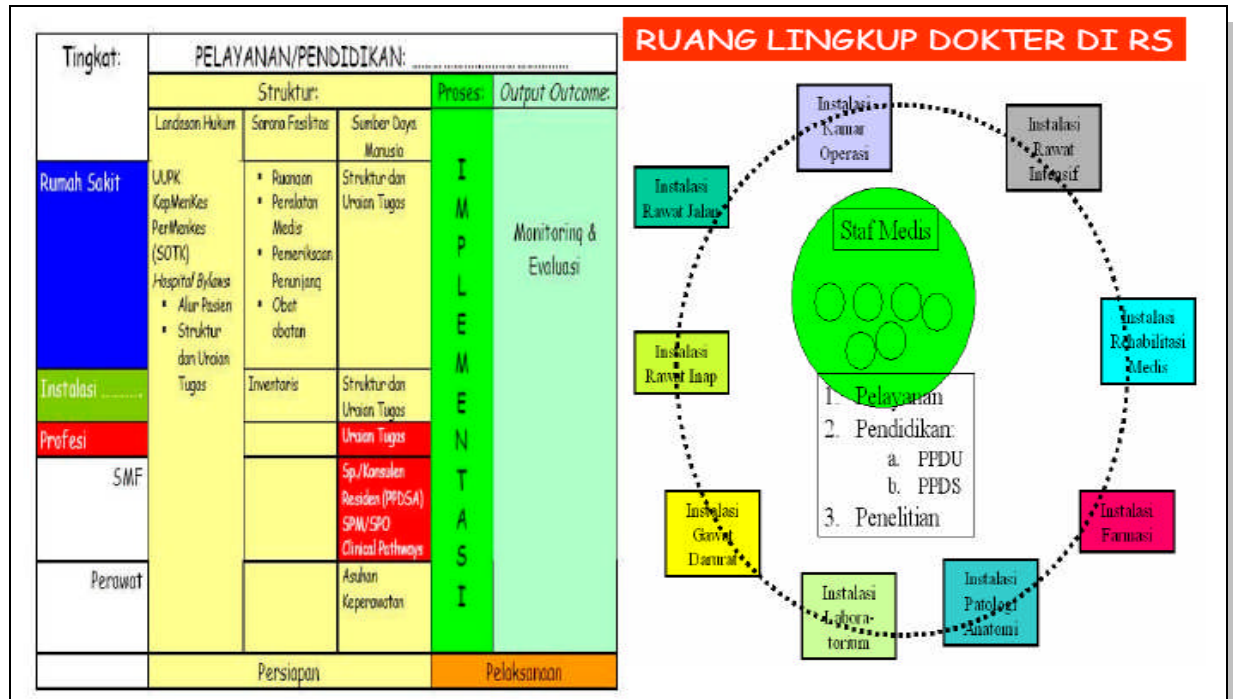 Tingkat:
PELAYANAN/PENDIDIKAN: ........................................
Struktur:
Proses:
Output Outcome:
Landasan Hukum
Sarana Fasilitas
Sumber Daya
Manusia
Rumah Sakit
UUPK
KepMenKes
PerMenkes
(SOTK)
Hospital Bylaws
▪ Alur Pasien
▪ Struktur
dan Uraian
Tugas
▪ Ruangan
▪ Peralatan
Medis
▪ Pemeriksaan
Penunjang
▪ Obat
obatan
Struktur dan
Uraian Tugas
I
M
P
L
E
M
E
N
T
A
S
I
Monitoring &
Evaluasi
Instalasi ..........
Inventaris
Struktur dan
Uraian Tugas
Profesi
Uraian Tugas
SMF
Sp./Konsulen
Residen (PPDSA)
SPM/SPO
Clinical Pathways
Perawat
Asuhan
Keperawatan
Persiapan
Pelaksanaan
RUANG LINGKUP DOKTER DI RS
Instalasi
Kamar
Operasi
Instalasi
Rawat
Intensif
Instalasi
Rawat Jalan
Staf Medis
Instalasi
Rehabilitasi
Medis
Instalasi
Rawat Inap
1. Pelayanan
2. Pendidikan:
a. PPDU
b. PPDS
3. Penelitian
Instalasi
Gawat
Darurat
Instalasi
Farmasi
Instalasi
Labora-
torium
Instalasi
Patologi
Anatomi